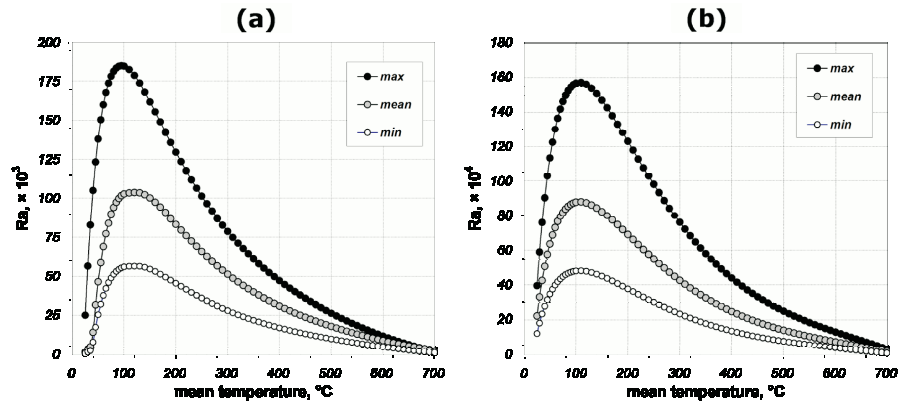 (a)
200
175
150
125
100
75
50
25
0
Ra, × 10³
0 100 200 300 400 500 600 700
mean temperature, °C
max
mean
min
(b)
180
160
140
120
100
80
60
40
20
0
Ra, × 10⁴
0 100 200 300 400 500 600 700
mean temperature, °C
max
mean
min